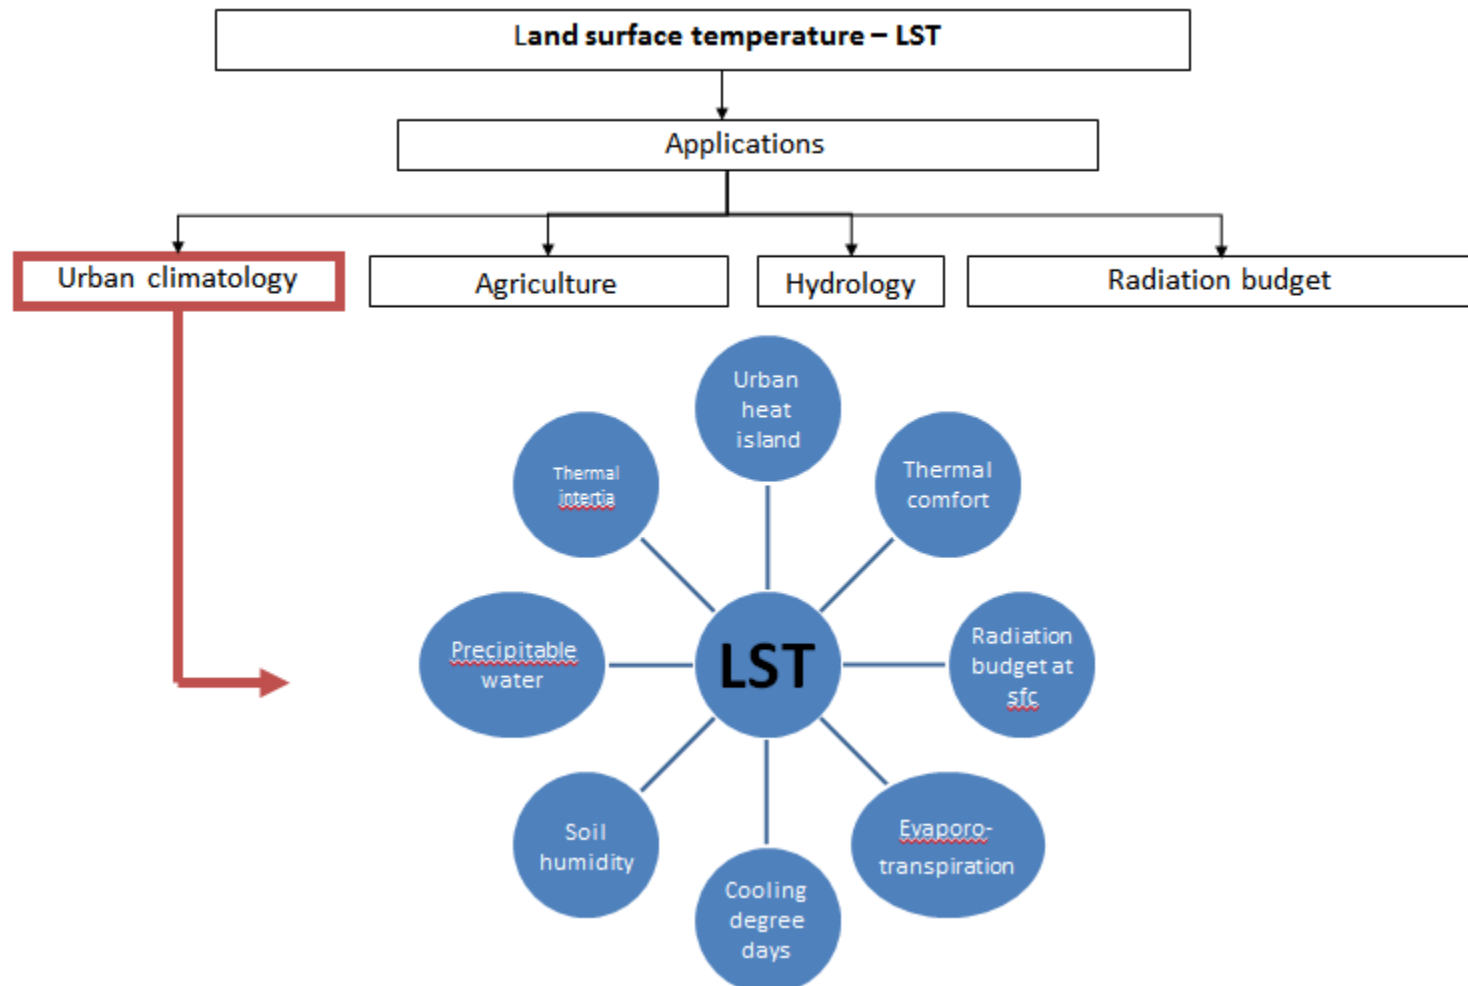 Land surface temperature – LST
Applications
Urban climatology
Agriculture
Hydrology
Radiation budget
Urban
heat
island
Thermal
intertia
Thermal
comfort
Precipitable
water
LST
Radiation
budget at
sfc
Soil
humidity
Evaporo-
transpiration
Cooling
degree
days